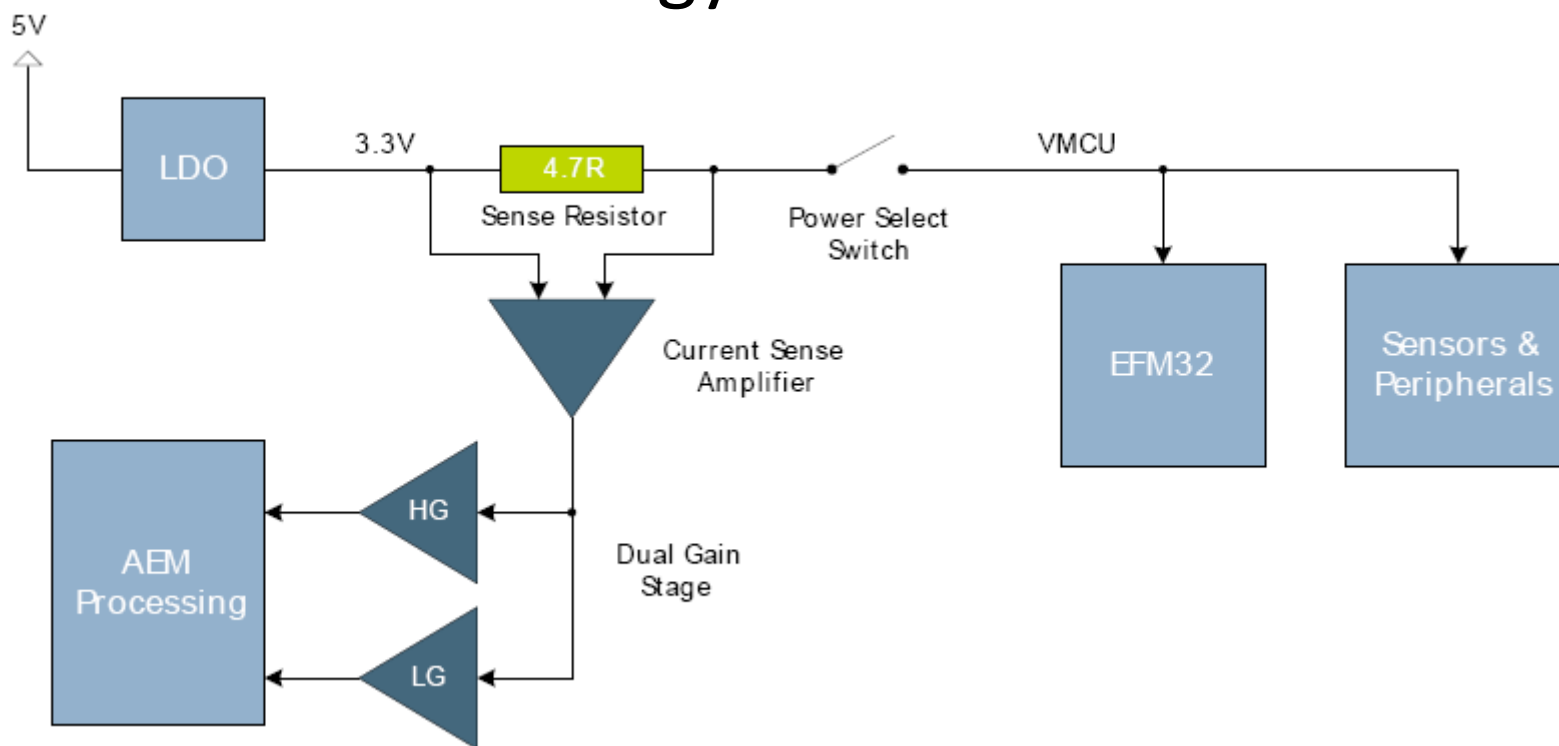 gy
5V
LDO
3.3V
4.7R
Sense Resistor
VMCU
Power Select
Switch
Current Sense
Amplifier
EFM32
Sensors &
Peripherals
HG
AEM
Processing
Dual Gain
Stage
LG